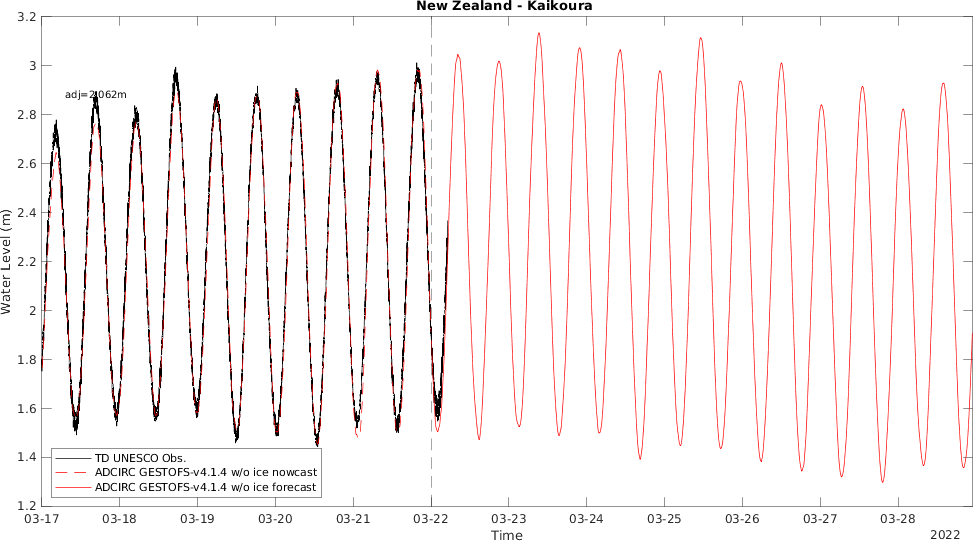 New Zealand - Kaikoura
3.2
3
2.8
2.6
2.4
2.2
2
1.8
1.6
1.4
1.2
Water Level (m)
adj=2.062m
TD UNESCO Obs.
ADCIRC GESTOFS-v4.1.4 w/o ice nowcast
ADCIRC GESTOFS-v4.1.4 w/o ice forecast
03-17 03-18 03-19 03-20 03-21 03-22 03-23 03-24 03-25 03-26 03-27 03-28
Time
2022